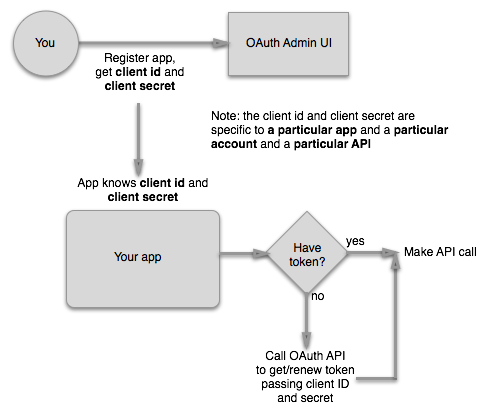 You
OAuth Admin UI
Register app,
get client id and
client secret
Note: the client id and client secret are
specific to a particular app and a particular
account and a particular API
App knows client id and
client secret
Your app
Have
token?
yes
Make API call
no
Call OAuth API
to get/renew token
passing client ID
and secret